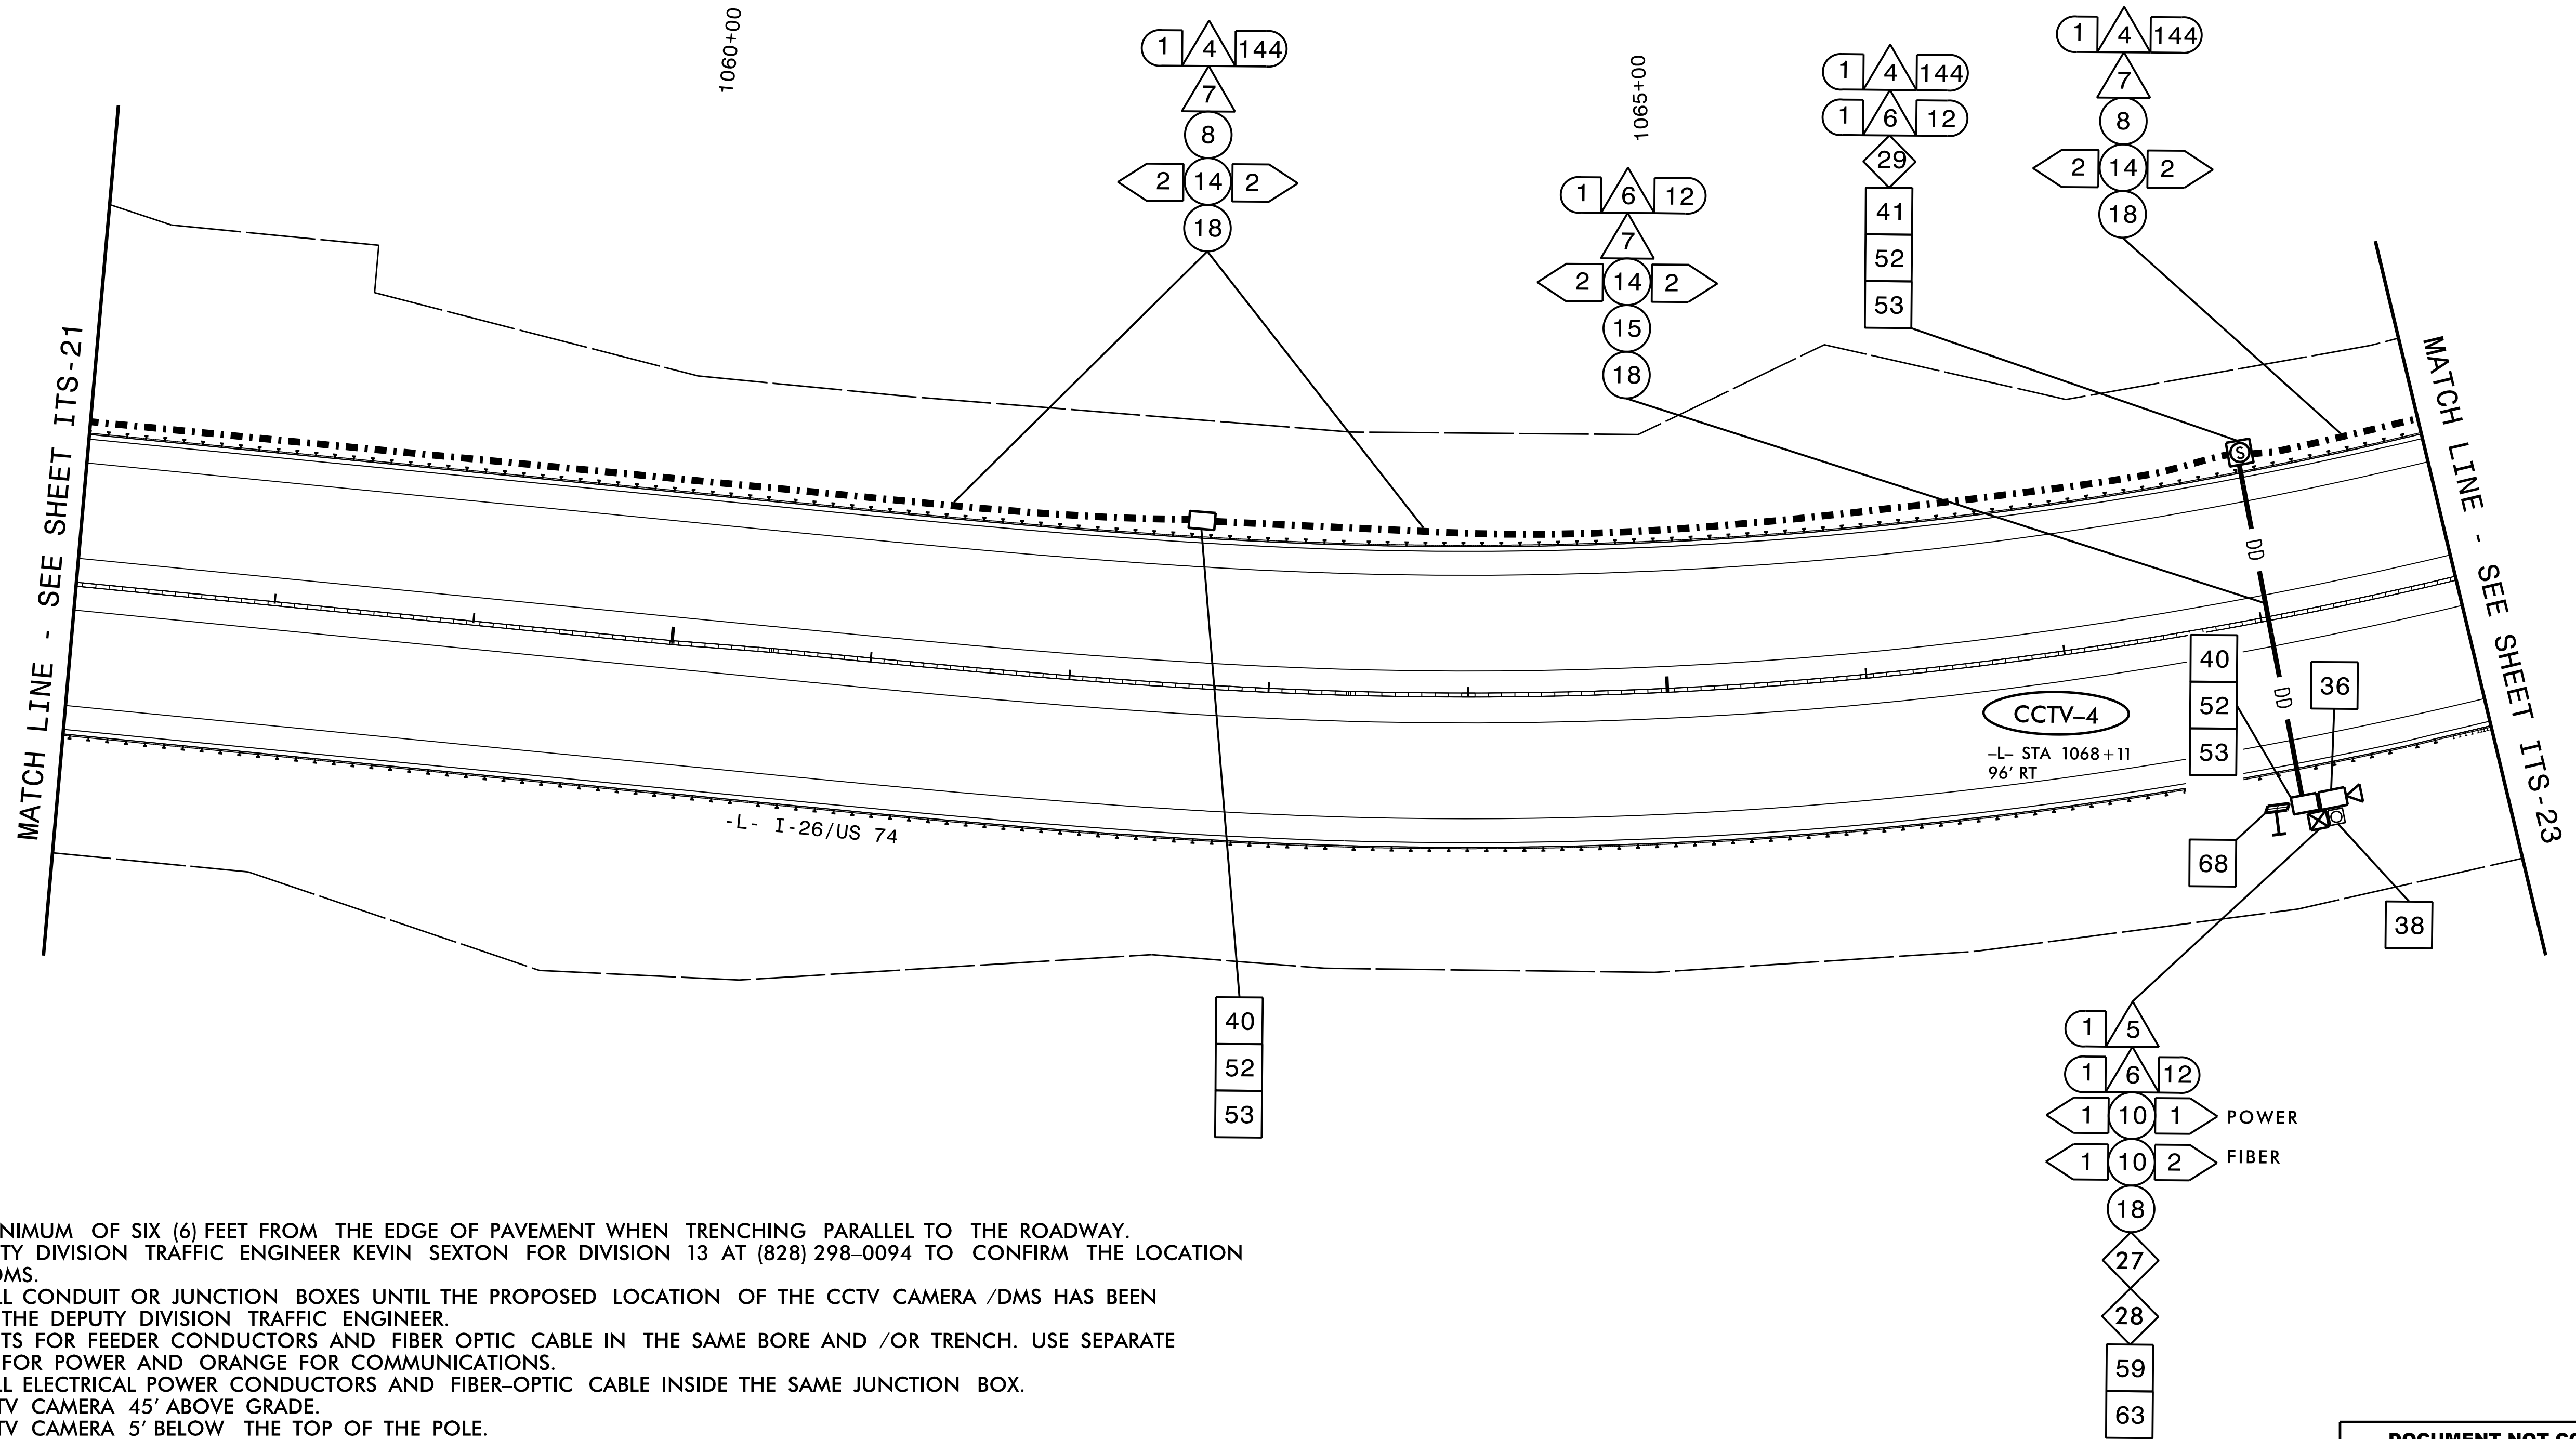 1060+00
1 4 144
7
8
2 14 2
18
1065+00
1 6 12
7
2 14 2
15
18
1 4 144
1 6 12
29
41
52
53
1 4 144
7
8
2 14 2
18
MATCH LINE - SEE SHEET ITS-21
MATCH LINE - SEE SHEET ITS-23
S
DD
DD
40
52
53
36
CCTV–4
–L– STA 1068+11
96' RT
68
38
-L- I-26/US 74
40
52
53
1 5
1 6 12
1 10 1 POWER
1 10 2 FIBER
18
27
28
59
63
NIMUM OF SIX (6) FEET FROM THE EDGE OF PAVEMENT WHEN TRENCHING PARALLEL TO THE ROADWAY.
TY DIVISION TRAFFIC ENGINEER KEVIN SEXTON FOR DIVISION 13 AT (828) 298–0094 TO CONFIRM THE LOCATION
DMS.
LL CONDUIT OR JUNCTION BOXES UNTIL THE PROPOSED LOCATION OF THE CCTV CAMERA /DMS HAS BEEN
THE DEPUTY DIVISION TRAFFIC ENGINEER.
TS FOR FEEDER CONDUCTORS AND FIBER OPTIC CABLE IN THE SAME BORE AND /OR TRENCH. USE SEPARATE
FOR POWER AND ORANGE FOR COMMUNICATIONS.
LL ELECTRICAL POWER CONDUCTORS AND FIBER–OPTIC CABLE INSIDE THE SAME JUNCTION BOX.
TV CAMERA 45' ABOVE GRADE.
TV CAMERA 5' BELOW THE TOP OF THE POLE.